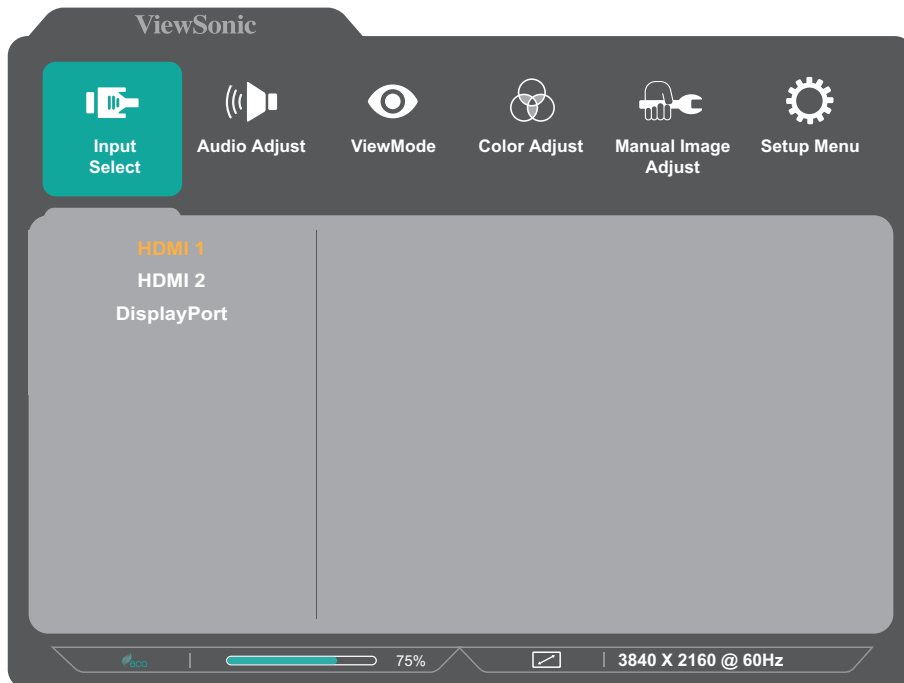 ViewSonic
Input
Select
Audio Adjust
ViewMode
Color Adjust
Manual Image
Adjust
Setup Menu
HDMI 1
HDMI 2
DisplayPort
eco
75%
3840 X 2160 @ 60Hz